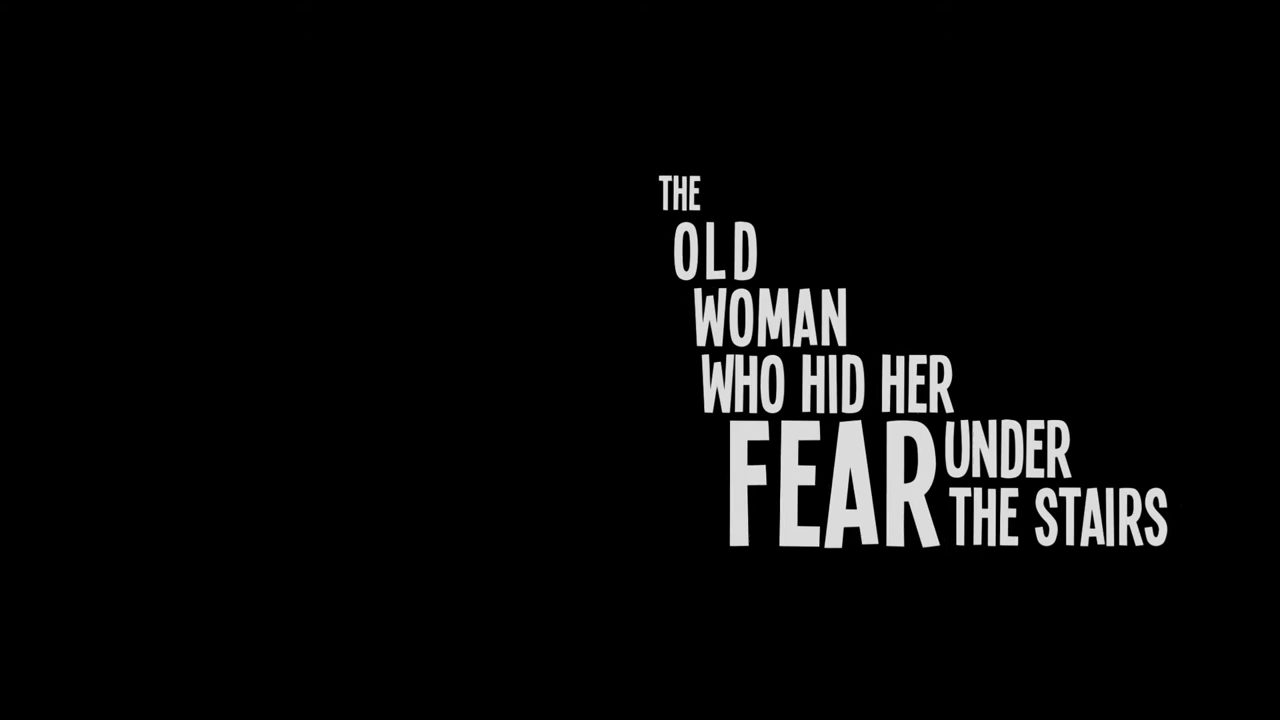 THE
OLD
WOMAN
WHO HID HER
FEAR UNDER
THE STAIRS